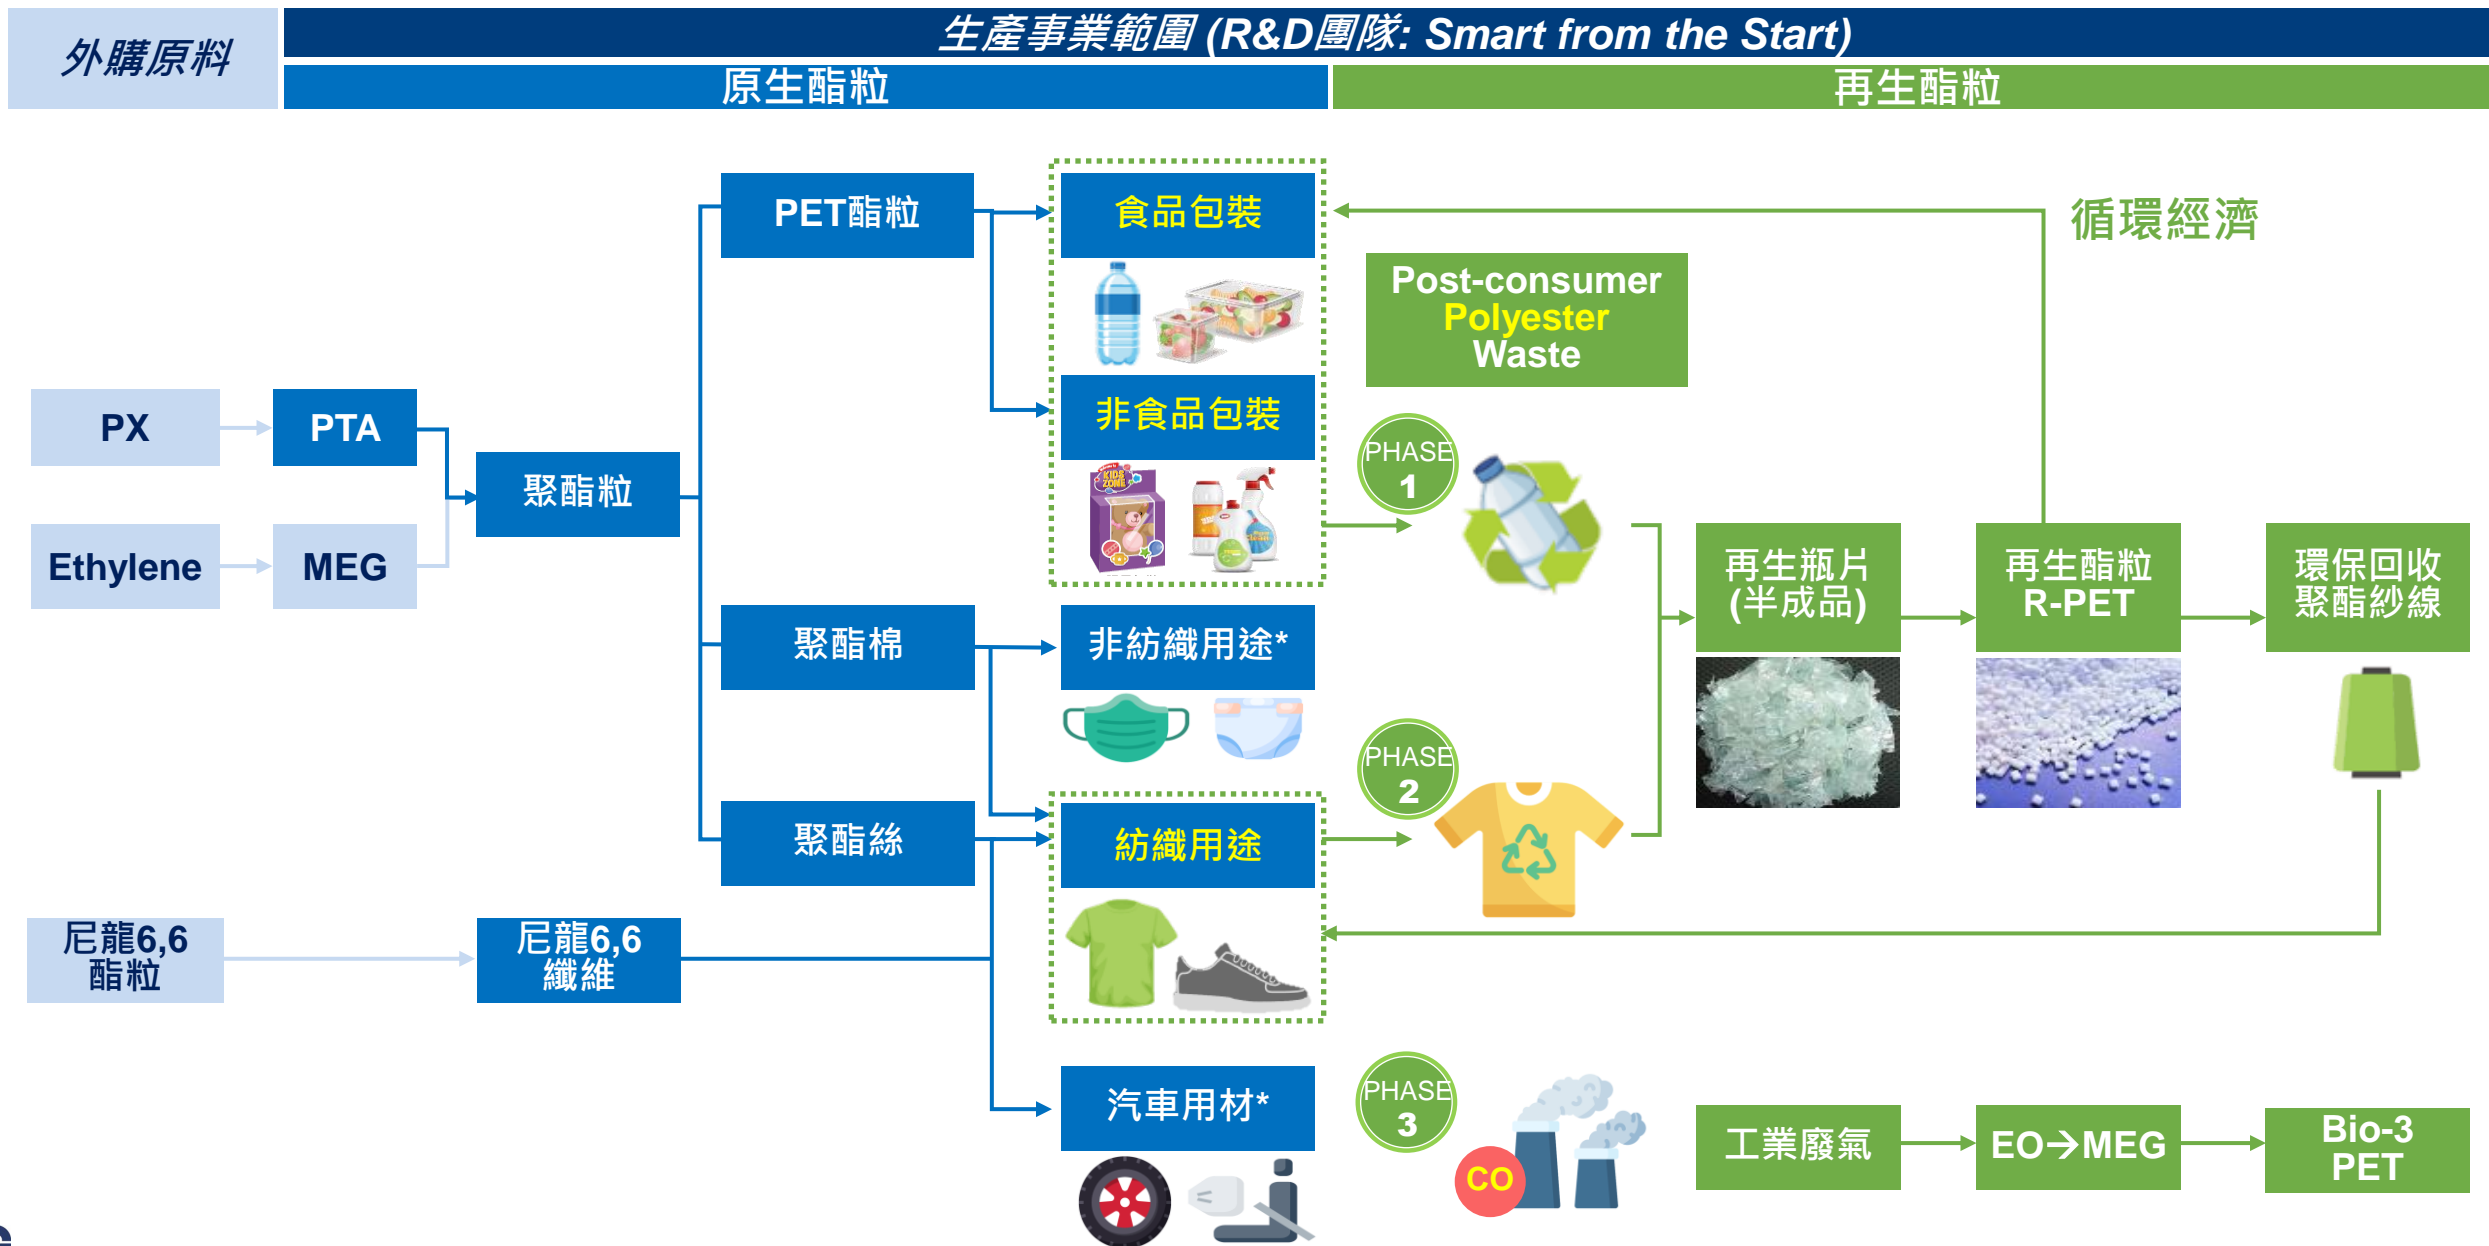 外購原料
生產事業範圍 (R&D團隊: Smart from the Start)
原生酯粒
再生酯粒
PET酯粒
食品包裝
循環經濟
Post-consumer
Polyester
Waste
非食品包裝
PX
PTA
PHASE
1
KIDS
ZONE
聚酯粒
Ethylene
MEG
再生瓶片
(半成品)
再生酯粒
R-PET
環保回收
聚酯紗線
聚酯棉
非紡織用途*
PHASE
2
聚酯絲
紡織用途
尼龍6,6
酯粒
尼龍6,6
纖維
汽車用材*
PHASE
3
CO
工業廢氣
EO→MEG
Bio-3
PET